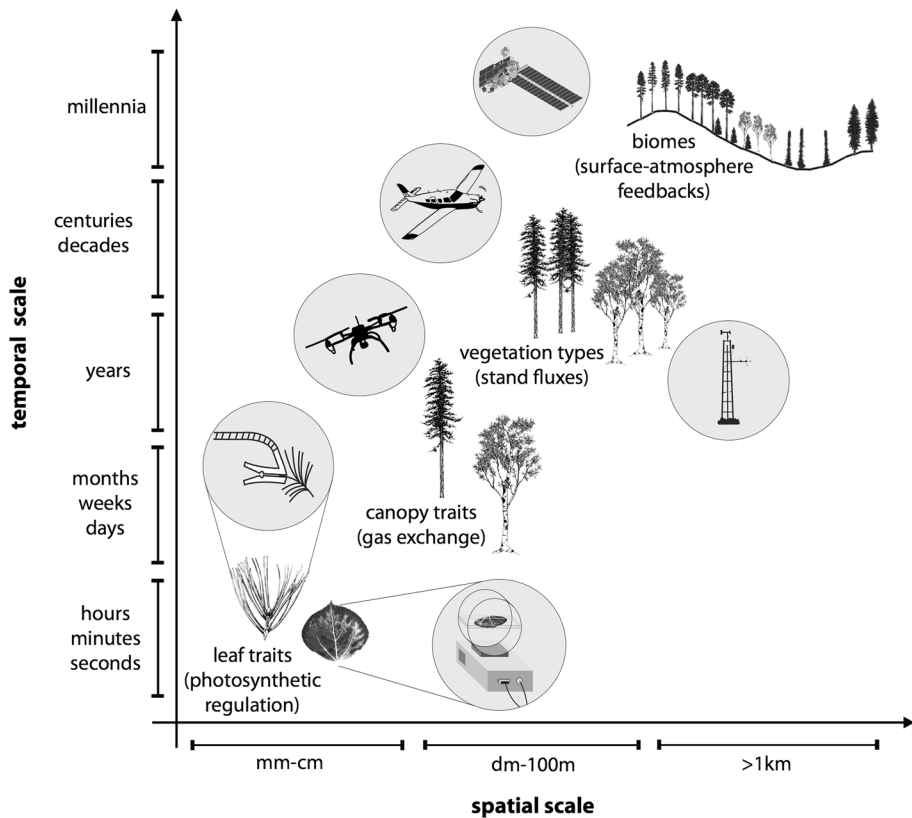 temporal scale
millennia
centuries
decades
years
months
weeks
days
hours
minutes
seconds
biomes
(surface-atmosphere
feedbacks)
vegetation types
(stand fluxes)
canopy traits
(gas exchange)
leaf traits
(photosynthetic
regulation)
mm-cm
dm-100m
>1km
spatial scale